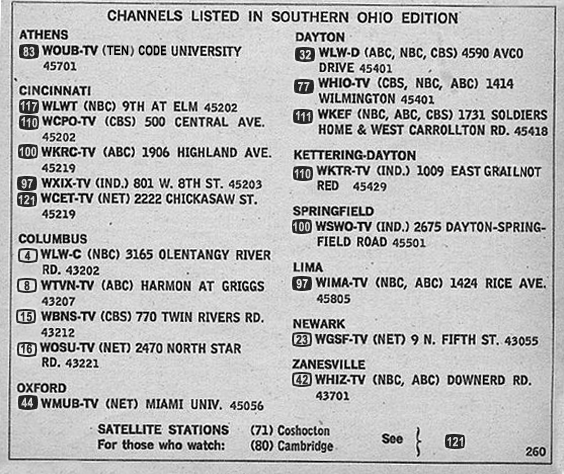 CHANNELS LISTED IN SOUTHERN OHIO EDITION
ATHENS
83 WOUB-TV (TEN) CODE UNIVERSITY
45701
CINCINNATI
117 WLWT (NBC) 9TH AT ELM 45202
110 WCPO-TV (CBS) 500 CENTRAL AVE.
45202
100 WKRC-TV (ABC) 1906 HIGHLAND AVE.
45219
97 WXIX-TV (IND.) 801 W. 8TH ST. 45203
121 WCET-TV (NET) 2222 CHICKASAW ST.
45219
COLUMBUS
4 WLW-C (NBC) 3165 OLENTANGY RIVER
RD. 43202
8 WTVN-TV (ABC) HARMON AT GRIGGS
43207
15 WBNS-TV (CBS) 770 TWIN RIVERS RD.
43212
16 WOSU-TV (NET) 2470 NORTH STAR
RD. 43221
OXFORD
44 WMUB-TV (NET) MIAMI UNIV. 45056
DAYTON
32 WLW-D (ABC, NBC, CBS) 4590 AVCO
DRIVE 45401
77 WHIO-TV (CBS, NBC, ABC) 1414
WILMINGTON 45401
111 WKEF (NBC, ABC, CBS) 1731 SOLDIERS
HOME & WEST CARROLLTON RD. 45418
KETTERING-DAYTON
110 WKTR-TV (IND.) 1009 EAST GRAILNOT
RED 45429
SPRINGFIELD
100 WSWO-TV (IND.) 2675 DAYTON-SPRING-
FIELD ROAD 45501
LIMA
97 WIMA-TV (NBC, ABC) 1424 RICE AVE.
45805
NEWARK
23 WGSF-TV (NET) 9 N. FIFTH ST. 43055
ZANESVILLE
42 WHIZ-TV (NBC, ABC) DOWNERD RD.
43701
SATELLITE STATIONS (71) Coshocton
For those who watch: (80) Cambridge
See { 121
260